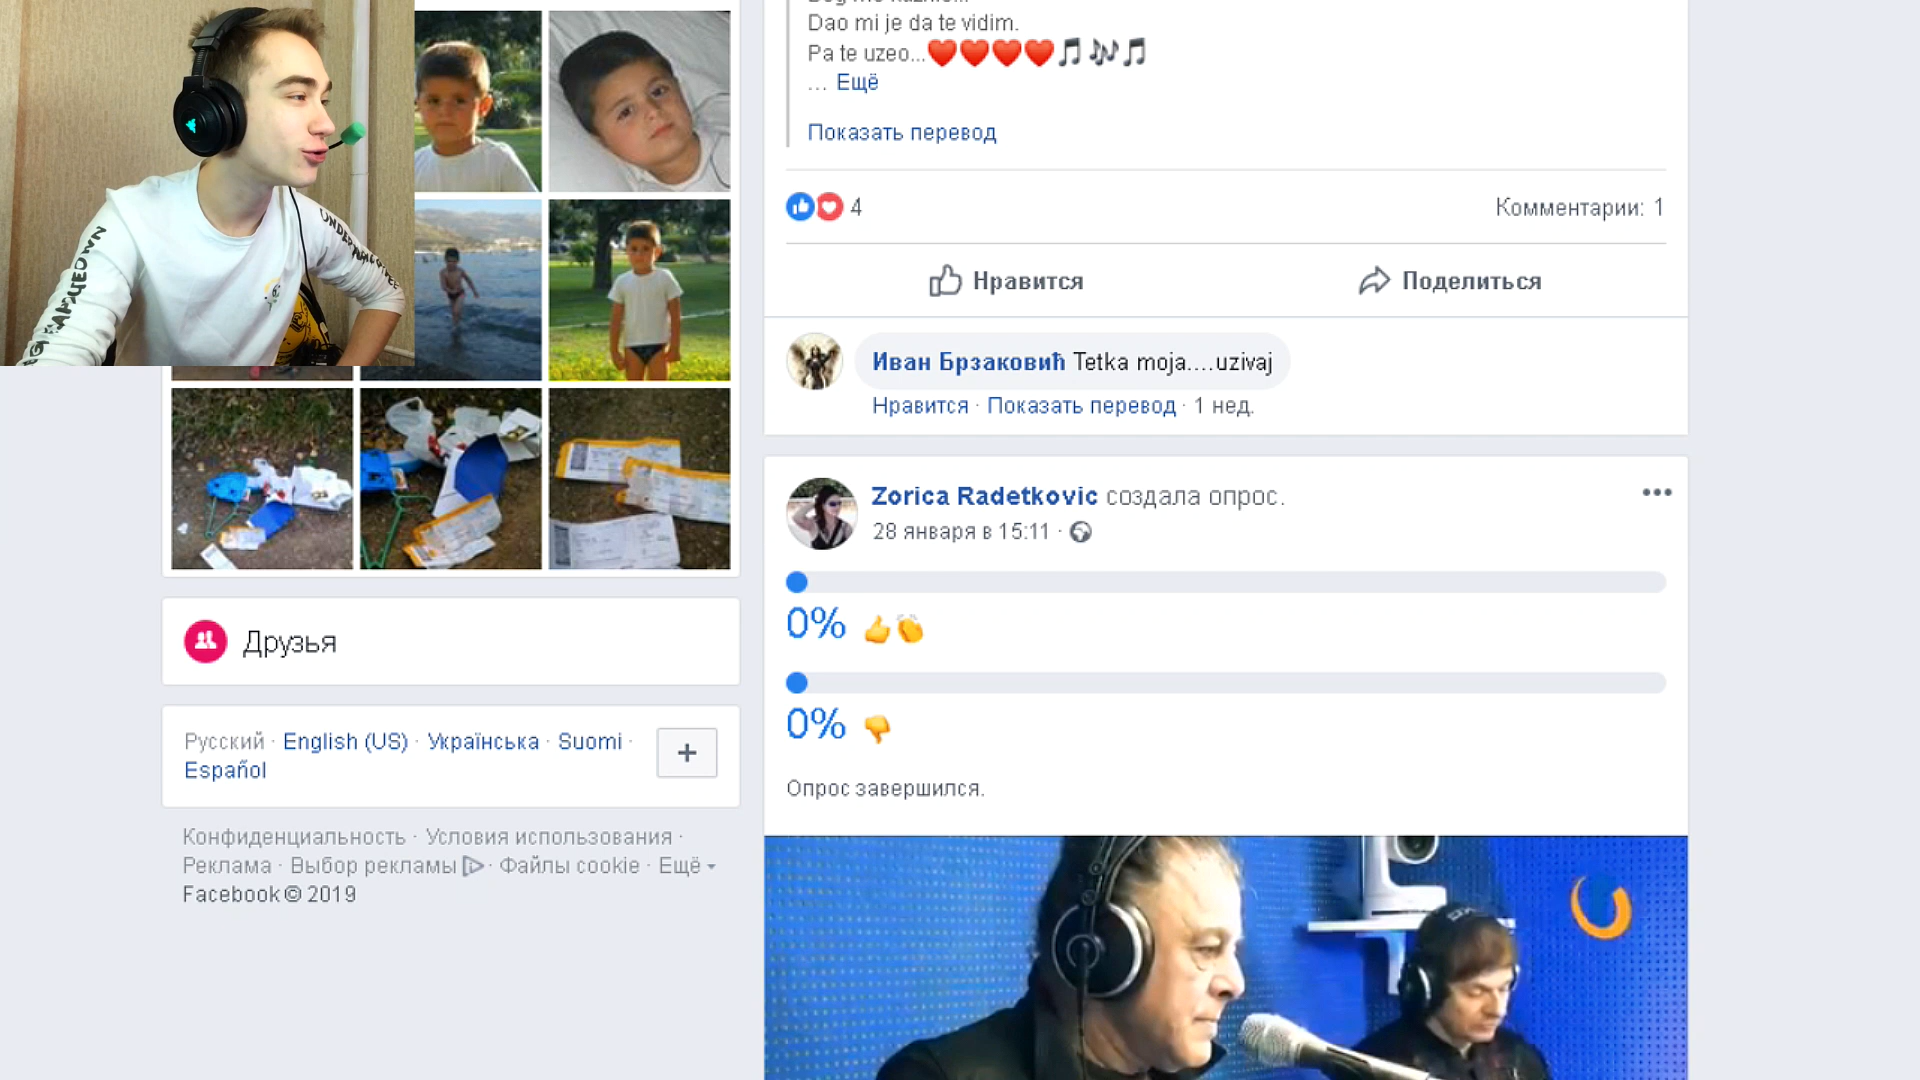 Dao mi je da te vidim.
Pa te uzeo...❤️❤️❤️❤️🎵🎶🎵
... Ещё
Показать перевод
4
Комментарии: 1
Нравится
Поделиться
Иван Брзаковић Tetka moja....uzivaj
Нравится · Показать перевод · 1 нед.
Zorica Radetkovic создала опрос.
28 января в 15:11 ·
0% 👍👏
0% 👎
Опрос завершился.
Друзья
Русский · English (US) · Українська · Suomi ·
Español
Конфиденциальность · Условия использования ·
Реклама · Выбор рекламы · Файлы cookie · Ещё
Facebook © 2019